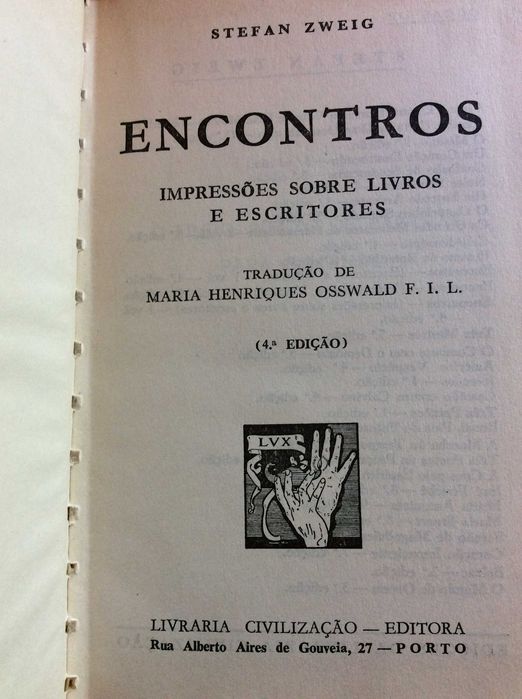 STEFAN ZWEIG
ENCONTROS
IMPRESSÕES SOBRE LIVROS
E ESCRITORES
TRADUÇÃO DE
MARIA HENRIQUES OSSWALD F. I. L.
(4.ª EDIÇÃO)
LVX
LIVRARIA CIVILIZAÇÃO — EDITORA
Rua Alberto Aires de Gouveia, 27 — PORTO